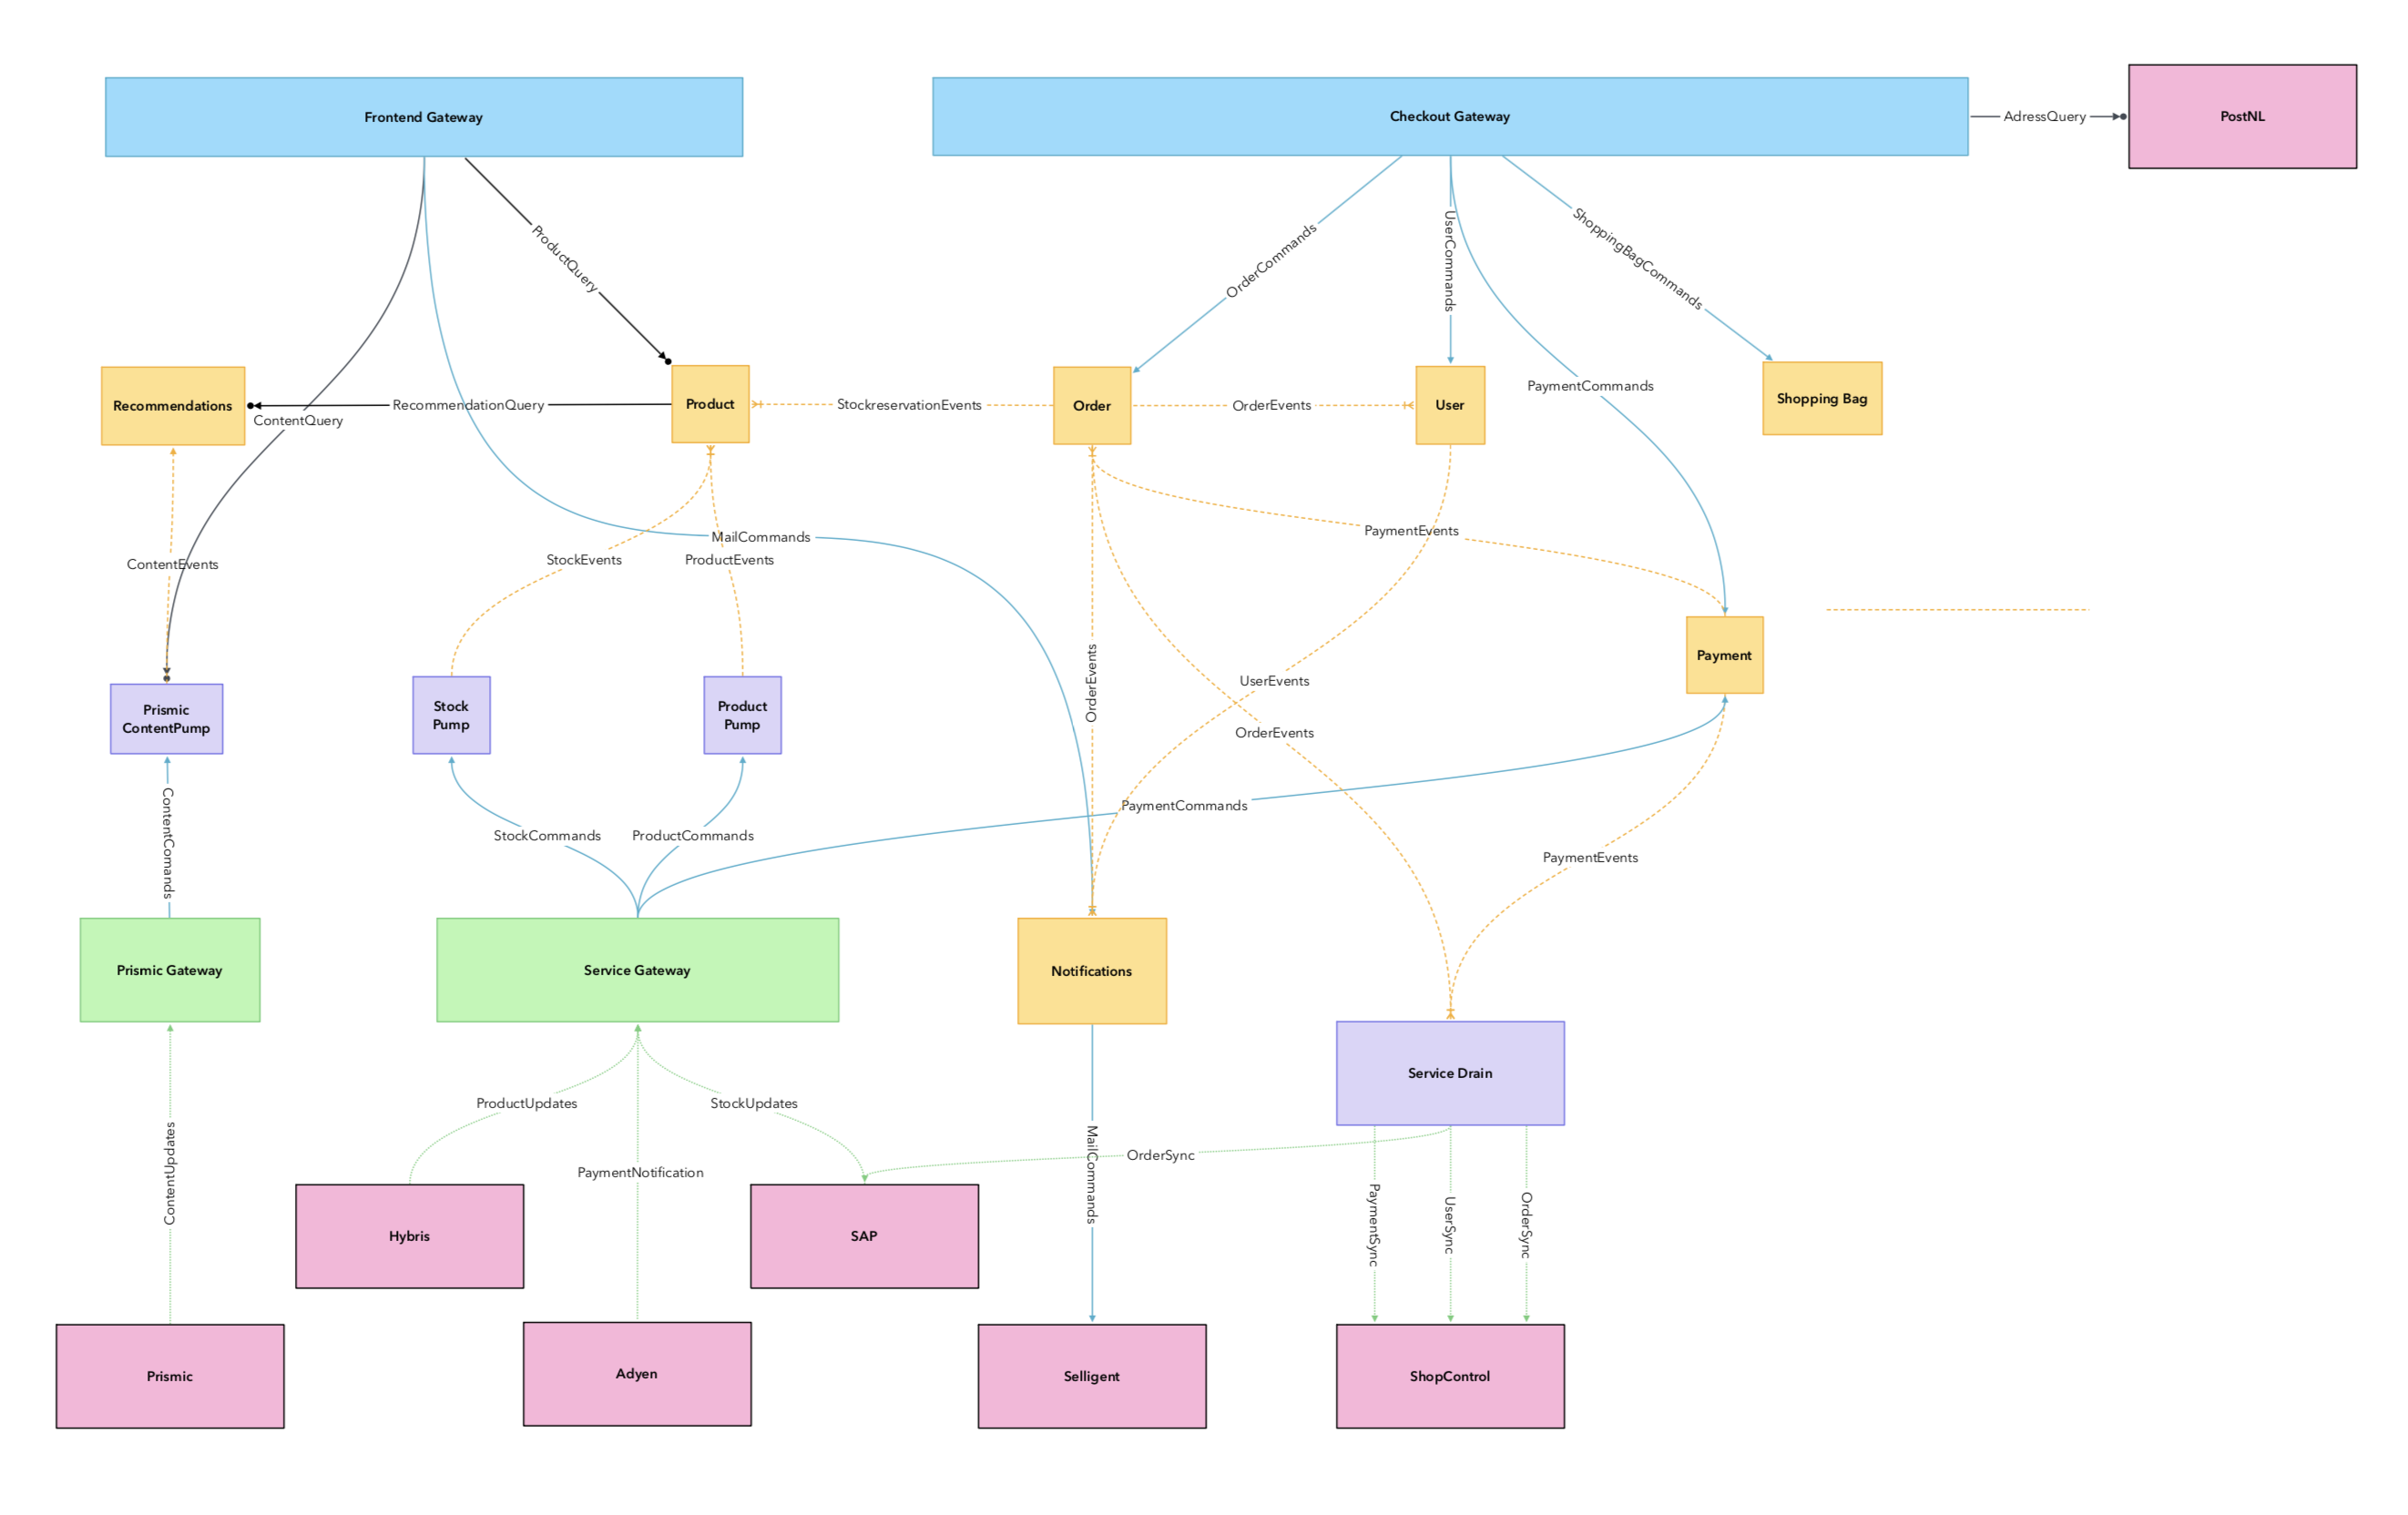 Frontend Gateway
Checkout Gateway
AdressQuery
PostNL
ProductQuery
OrderCommands
UserCommands
ShoppingBagCommands
PaymentCommands
Recommendations
RecommendationQuery
Product
StockreservationEvents
Order
OrderEvents
User
Shopping Bag
ContentQuery
MailCommands
PaymentEvents
ContentEvents
StockEvents
ProductEvents
OrderEvents
UserEvents
OrderEvents
Payment
Prismic
ContentPump
Stock
Pump
Product
Pump
PaymentCommands
ContentComands
StockCommands
ProductCommands
PaymentEvents
Prismic Gateway
Service Gateway
Notifications
Service Drain
ProductUpdates
StockUpdates
ContentUpdates
PaymentNotification
MailCommands
OrderSync
PaymentSync
UserSync
OrderSync
Hybris
SAP
Prismic
Adyen
Selligent
ShopControl